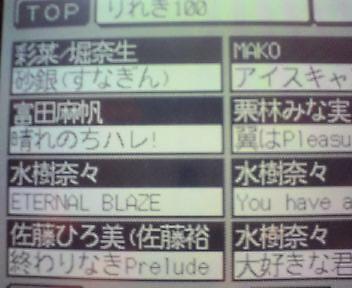 TOP りれき100
彩菜/堀奈生 MAKO
砂銀(すなぎん) アイスキャ
富田麻帆 栗林みな実
晴れのちハレ! 翼はPleasu
水樹奈々 水樹奈々
ETERNAL BLAZE You have a
佐藤ひろ美(佐藤裕 水樹奈々
終わりなきPrelude 大好きな君